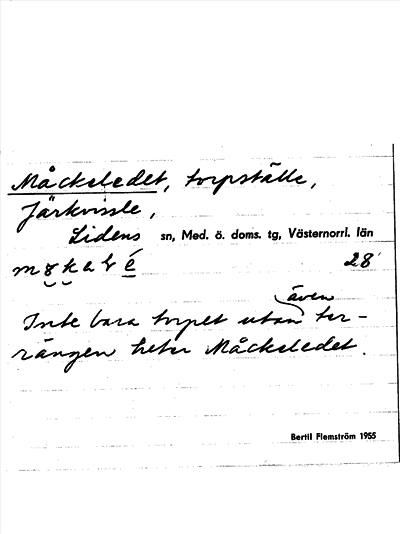 Måckeledet, torpställe,
Järkvissle,
Lidens sn, Med. ö. doms. tg, Västernorrl. län
28
även
Inte bara torpet utan ter-
rängen heter Måckeledet.
Bertil Flemström 1955